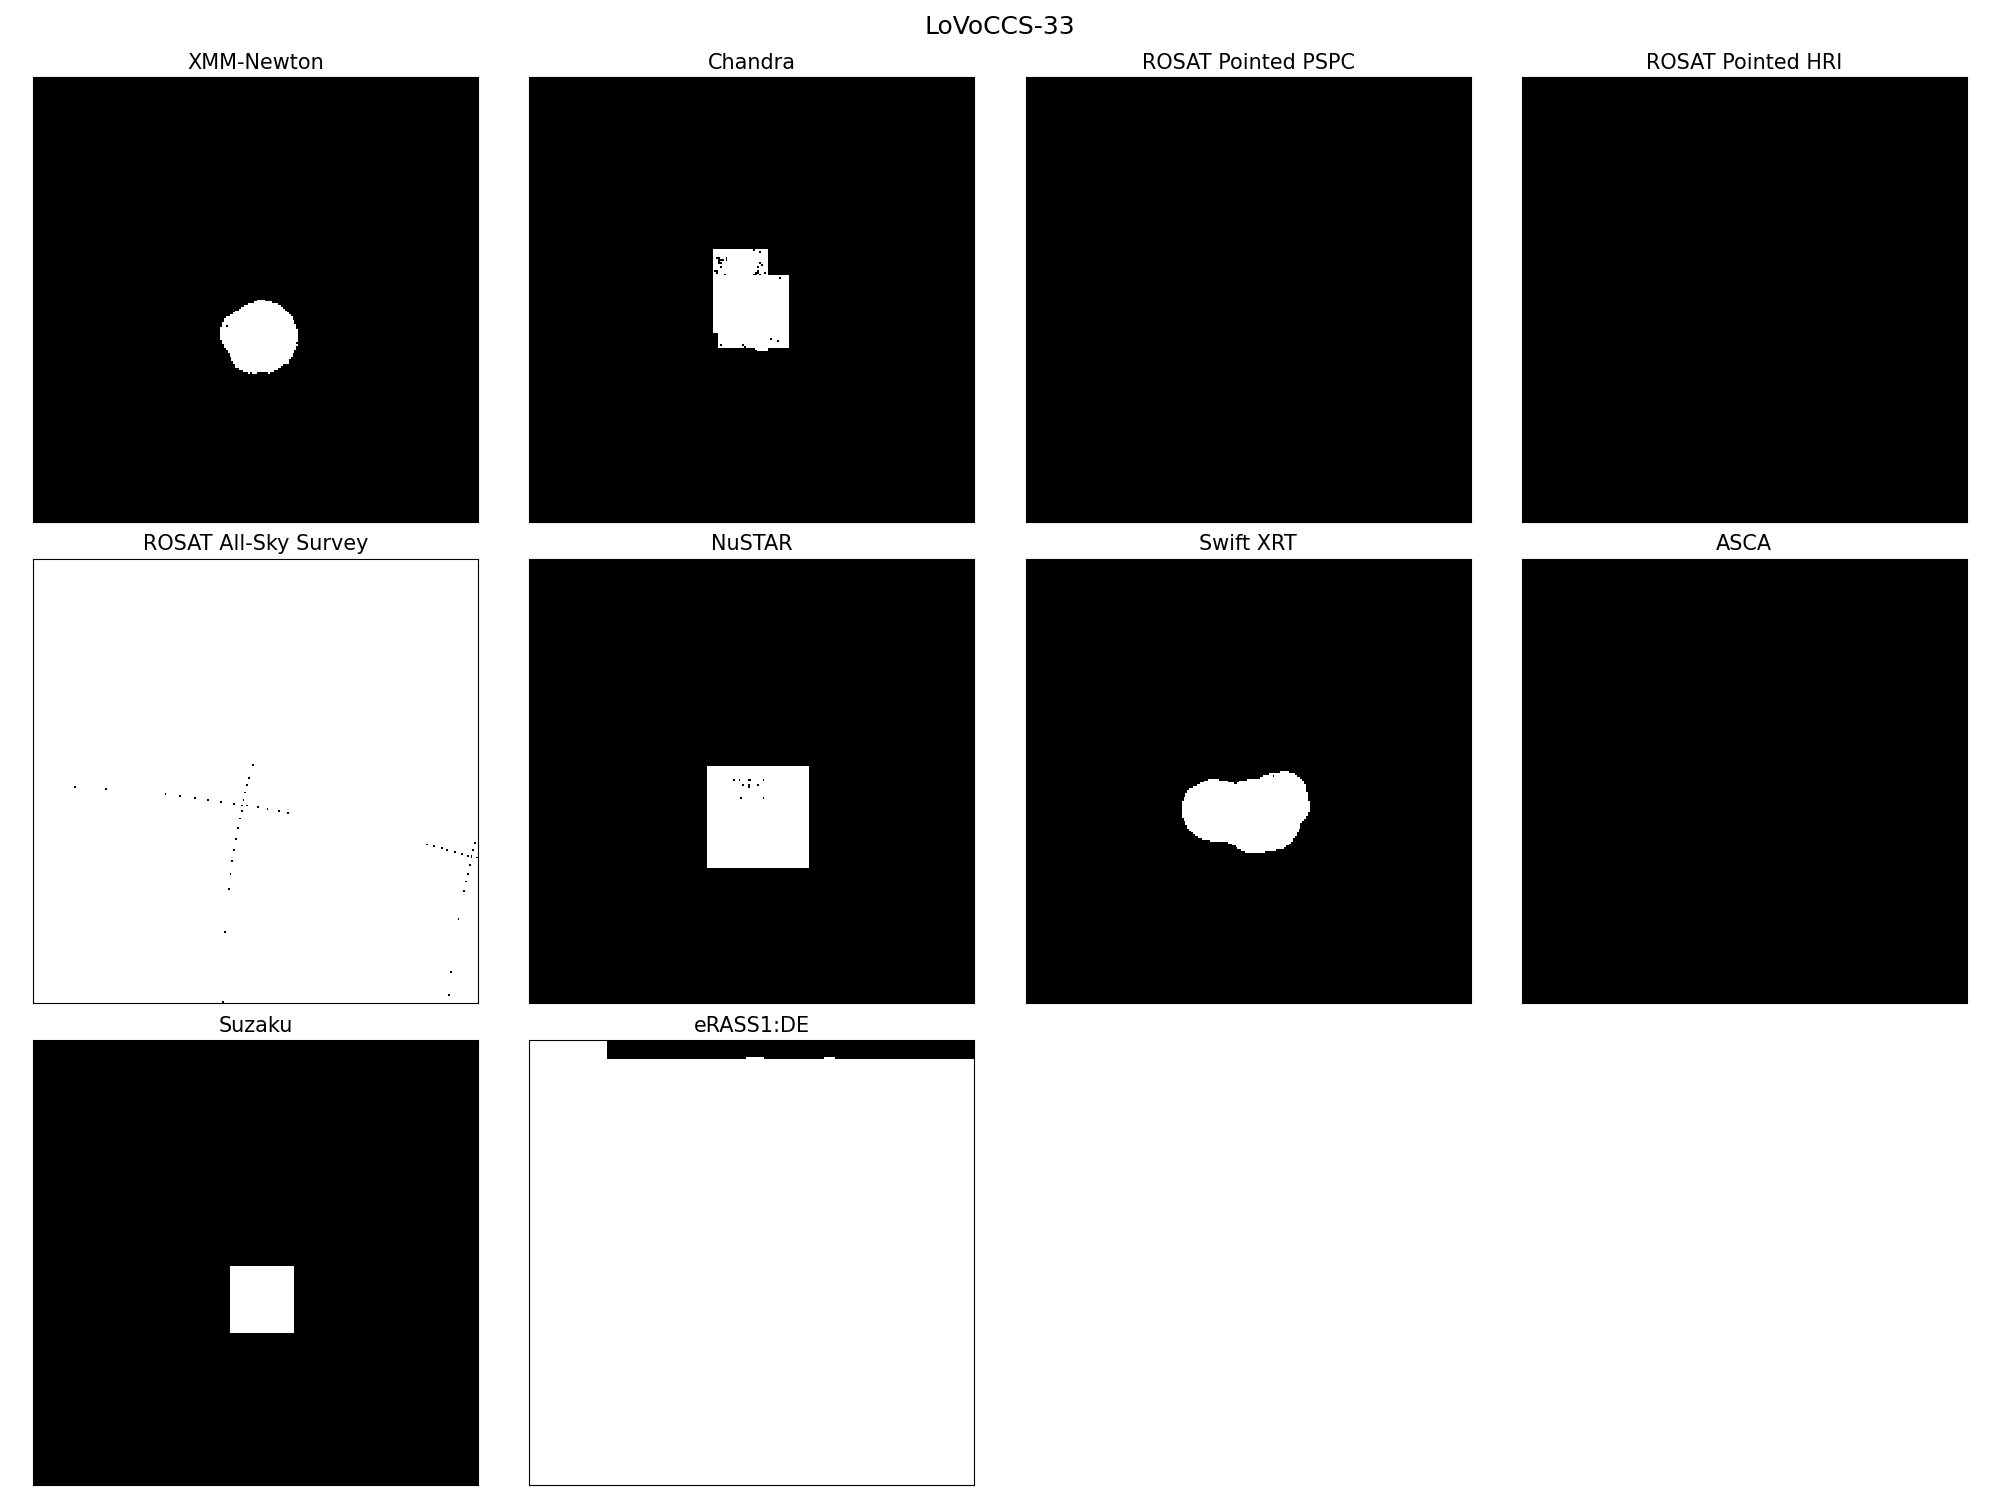 LoVoCCS-33
XMM-Newton
Chandra
ROSAT Pointed PSPC
ROSAT Pointed HRI
ROSAT All-Sky Survey
NuSTAR
Swift XRT
ASCA
Suzaku
eRASS1:DE